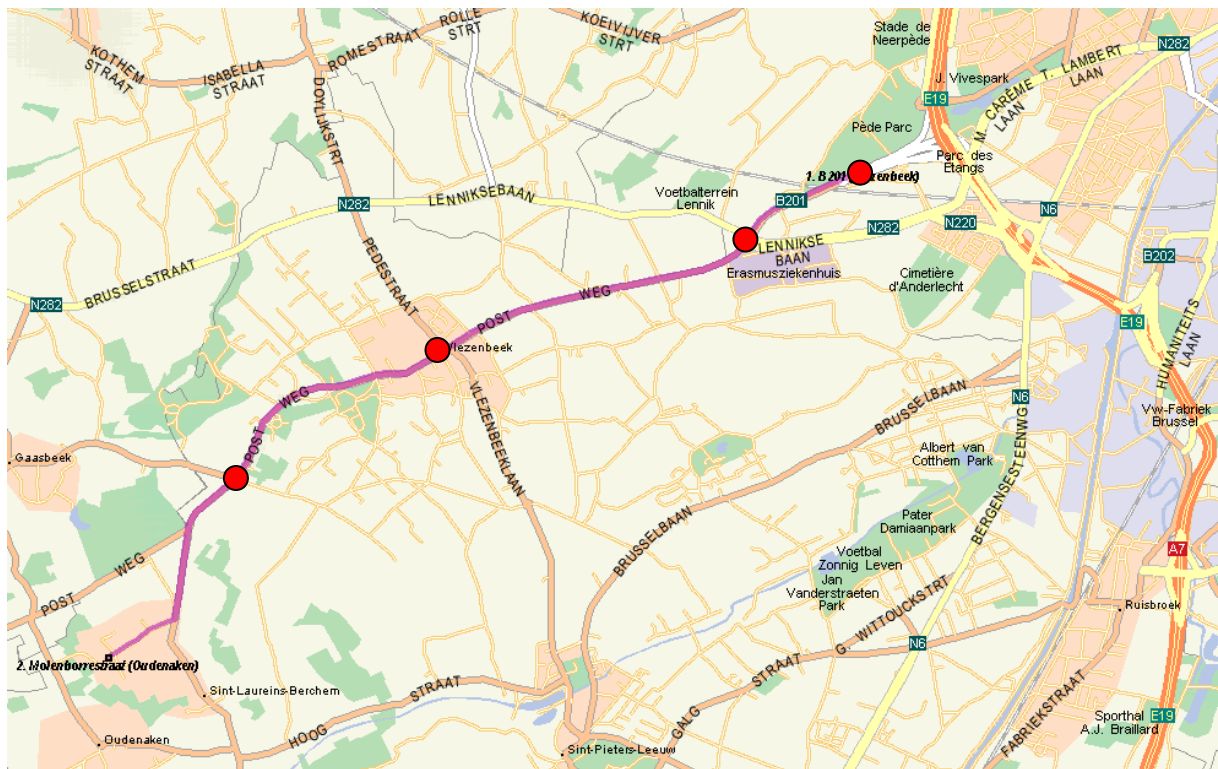 KOTHEM
STRAAT
ISABELLA
STRAAT
ROMESTRAAT
ROLLE
STRT
KOEIVIJVER
STRT
Stade de
Neerpède
N282
J. Vivespark
E19
M. CARÊME
LAAN
T. LAMBERT
LAAN
Pède Parc
Parc des
Etangs
DOYLIJKSTRT
Voetbalterrein
Lennik
B201
N282
LENNIKSEBAAN
N282
N220
N6
LENNIKSE
BAAN
Erasmusziekenhuis
Cimetière
d'Anderlecht
B202
BRUSSELSTRAAT
N282
PEDESTRAAT
WEG
POST
E19
HUMANITEITS
LAAN
Vlezenbeek
WEG
VLEZENBEEKLAAN
BRUSSELBAAN
N6
Vw-Fabriek
Brussel
Gaasbeek
POST
Albert van
Cotthem Park
BERGENSESTEENWG
Pater
Damiaanpark
BRUSSELBAAN
Voetbal
Zonnig Leven
Jan
Vanderstraeten
Park
A7
WEG
POST
Ruisbroek
G. WITTOUCKSTRT
N6
2. Molenborrestraat (Oudenaken)
Sint-Laureins-Berchem
STRAAT
HOOG
STRAAT
GALG
FABRIEKSTRAAT
Oudenaken
Sint-Pieters-Leeuw
Sporthal
A.J. Braillard
E19